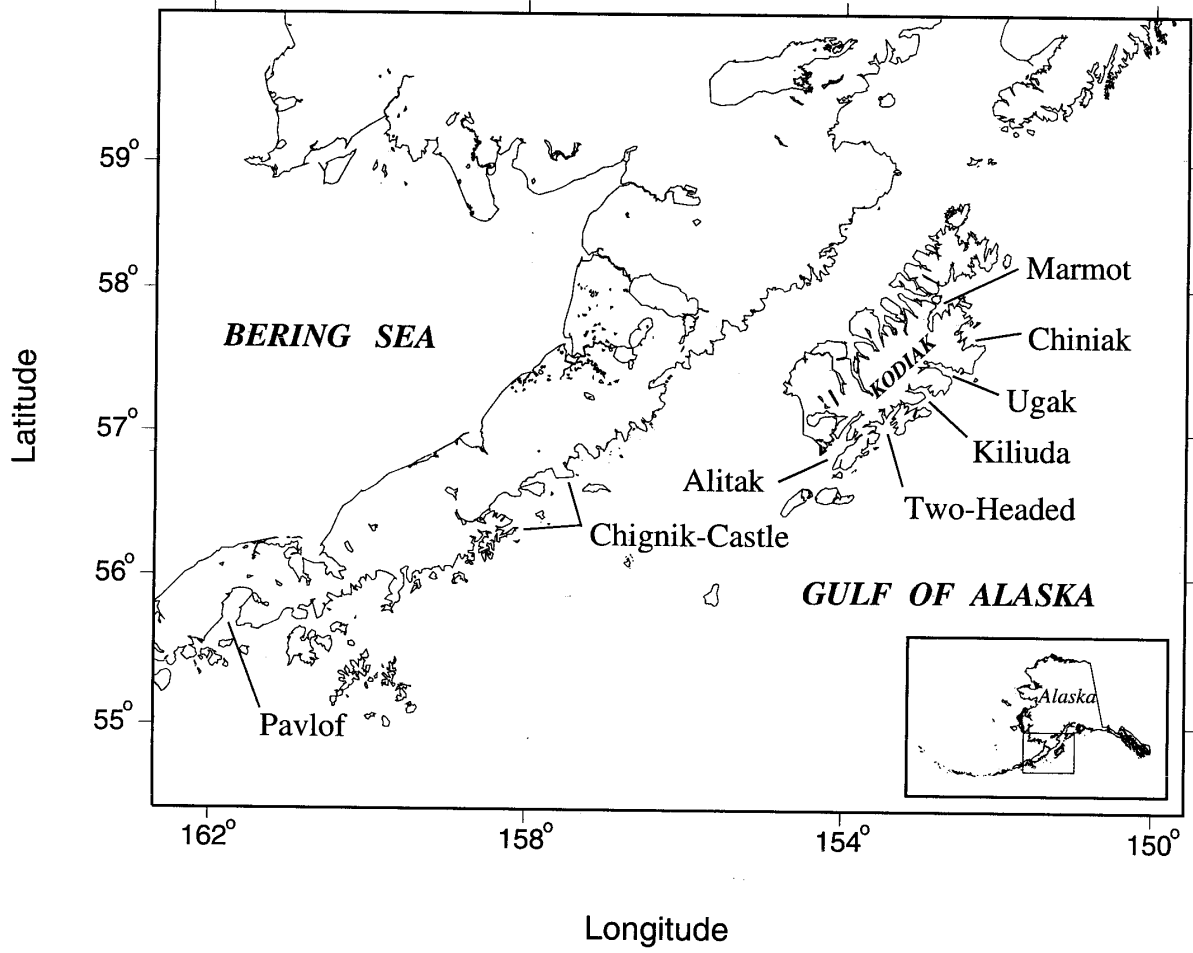 59°
58°
57°
56°
55°
Latitude
BERING SEA
KODIAK
Marmot
Chiniak
Ugak
Kiliuda
Alitak
Two-Headed
Chignik-Castle
GULF OF ALASKA
Pavlof
Alaska
162°
158°
154°
150°
Longitude